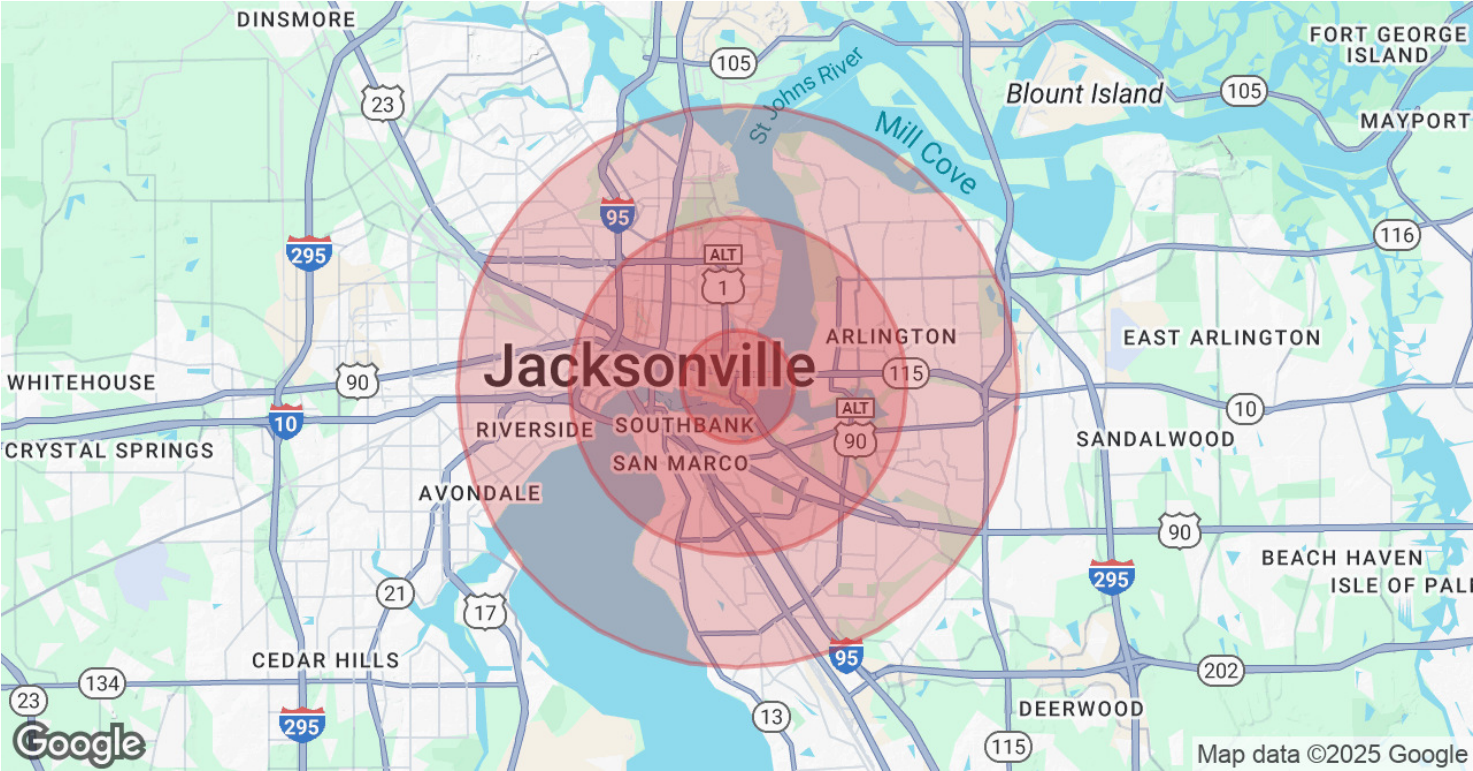 DINSMORE
FORT GEORGE
ISLAND
105
St Johns River
Blount Island
105
23
MAYPORT
Mill Cove
95
116
295
ALT
1
ARLINGTON
EAST ARLINGTON
Jacksonville
WHITEHOUSE
90
115
10
ALT
10
RIVERSIDE
SOUTHBANK
90
SANDALWOOD
CRYSTAL SPRINGS
SAN MARCO
AVONDALE
90
BEACH HAVEN
295
ISLE OF PAL
21
17
CEDAR HILLS
95
202
134
23
13
DEERWOOD
295
115
Google
Map data ©2025 Google